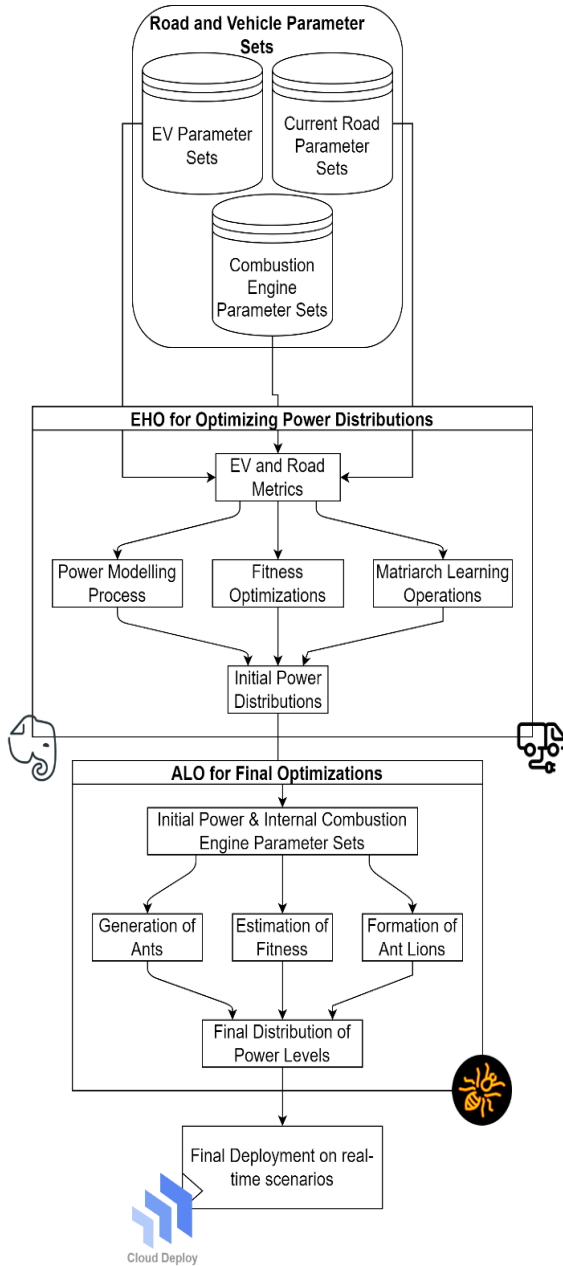 Road and Vehicle Parameter
Sets
EV Parameter
Sets
Current Road
Parameter
Sets
Combustion
Engine
Parameter Sets
EHO for Optimizing Power Distributions
EV and Road
Metrics
Power Modelling
Process
Fitness
Optimizations
Matriarch Learning
Operations
Initial Power
Distributions
ALO for Final Optimizations
Initial Power & Internal Combustion
Engine Parameter Sets
Generation of
Ants
Estimation of
Fitness
Formation of
Ant Lions
Final Distribution of
Power Levels
Final Deployment on real-
time scenarios
Cloud Deploy